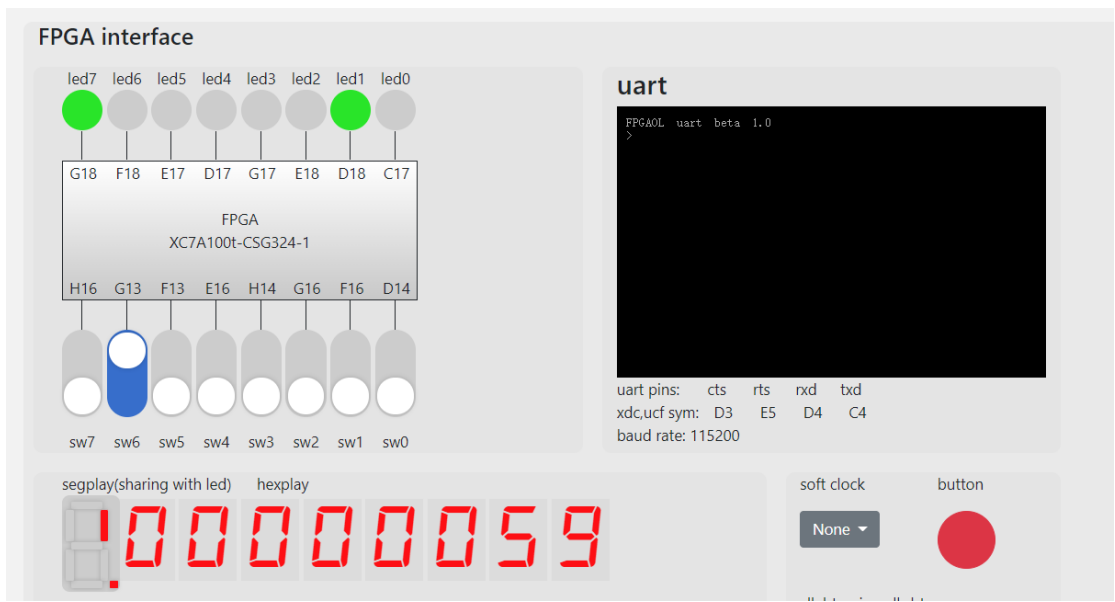 FPGA interface
led7 led6 led5 led4 led3 led2 led1 led0
G18 F18 E17 D17 G17 E18 D18 C17
FPGA
XC7A100t-CSG324-1
H16 G13 F13 E16 H14 G16 F16 D14
sw7 sw6 sw5 sw4 sw3 sw2 sw1 sw0
uart
FPGAOL uart beta 1.0
>
uart pins: cts rts rxd txd
xdc,ucf sym: D3 E5 D4 C4
baud rate: 115200
segplay(sharing with led) hexplay
00000059
soft clock button
None